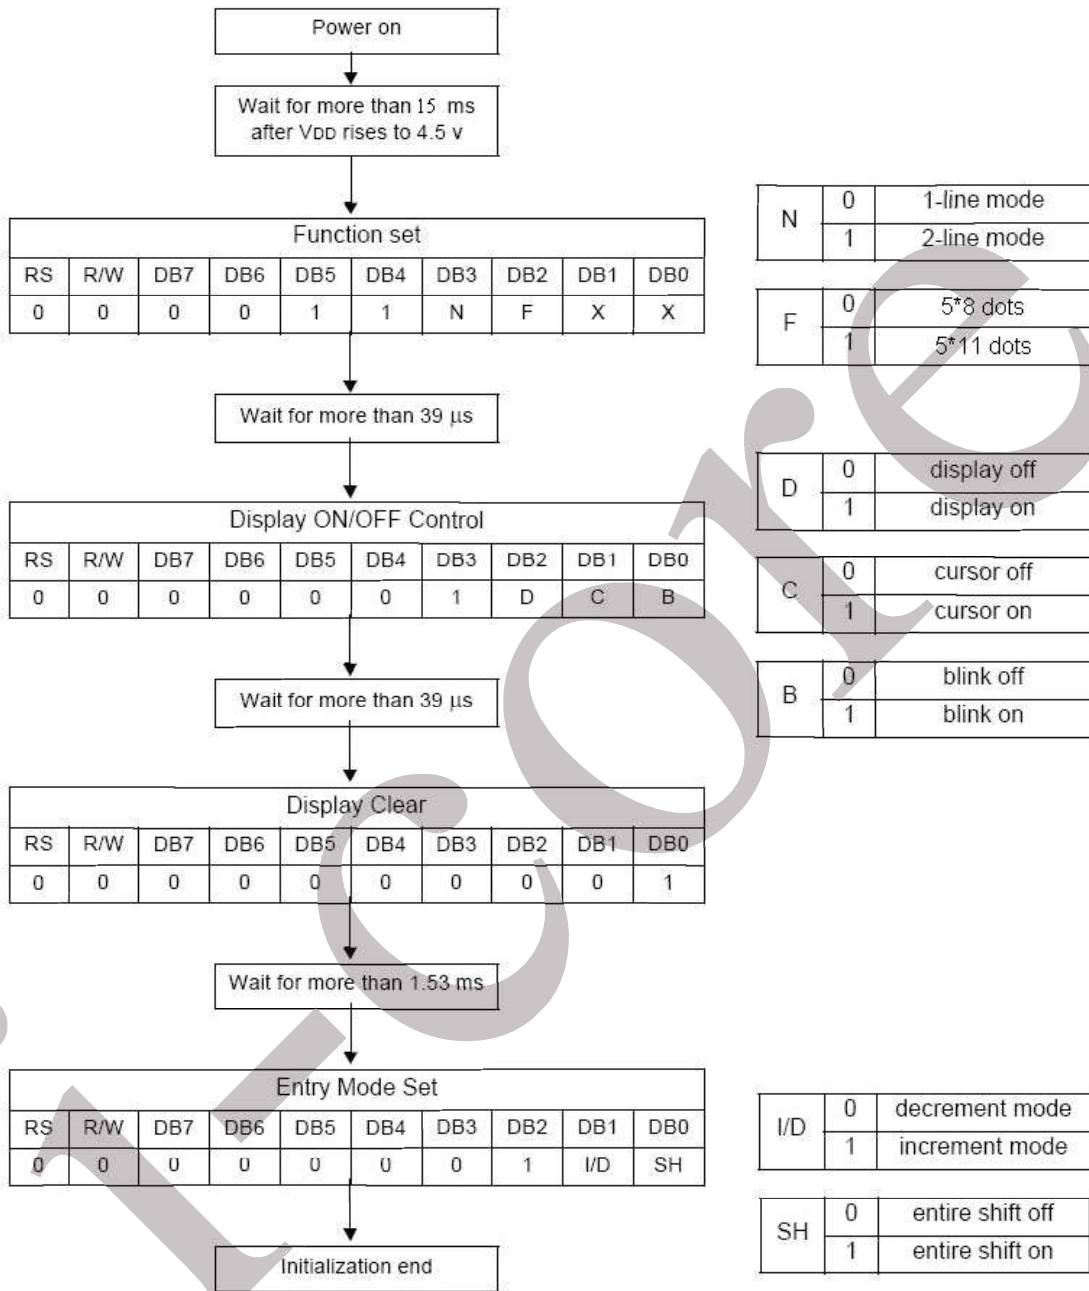 Power on
Wait for more than 15 ms
after VDD rises to 4.5 v
Function set
RS R/W DB7 DB6 DB5 DB4 DB3 DB2 DB1 DB0
0 0 0 0 1 1 N F X X
N 0 1-line mode
1 2-line mode
F 0 5*8 dots
1 5*11 dots
Wait for more than 39 μs
Display ON/OFF Control
RS R/W DB7 DB6 DB5 DB4 DB3 DB2 DB1 DB0
0 0 0 0 0 0 1 D C B
D 0 display off
1 display on
C 0 cursor off
1 cursor on
B 0 blink off
1 blink on
Wait for more than 39 μs
Display Clear
RS R/W DB7 DB6 DB5 DB4 DB3 DB2 DB1 DB0
0 0 0 0 0 0 0 0 0 1
Wait for more than 1.53 ms
Entry Mode Set
RS R/W DB7 DB6 DB5 DB4 DB3 DB2 DB1 DB0
0 0 0 0 0 0 0 1 I/D SH
I/D 0 decrement mode
1 increment mode
SH 0 entire shift off
1 entire shift on
Initialization end
i-core